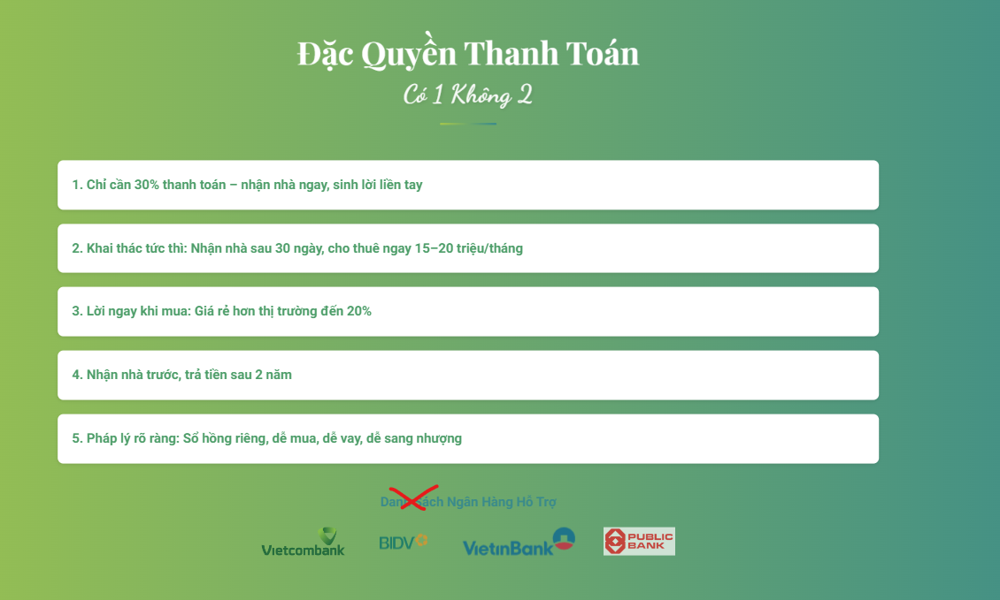 Đặc Quyền Thanh Toán
Có 1 Không 2
1. Chỉ cần 30% thanh toán – nhận nhà ngay, sinh lời liền tay
2. Khai thác tức thì: Nhận nhà sau 30 ngày, cho thuê ngay 15–20 triệu/tháng
3. Lời ngay khi mua: Giá rẻ hơn thị trường đến 20%
4. Nhận nhà trước, trả tiền sau 2 năm
5. Pháp lý rõ ràng: Sổ hồng riêng, dễ mua, dễ vay, dễ sang nhượng
Danh Sách Ngân Hàng Hỗ Trợ
Vietcombank BIDV VietinBank PUBLIC BANK